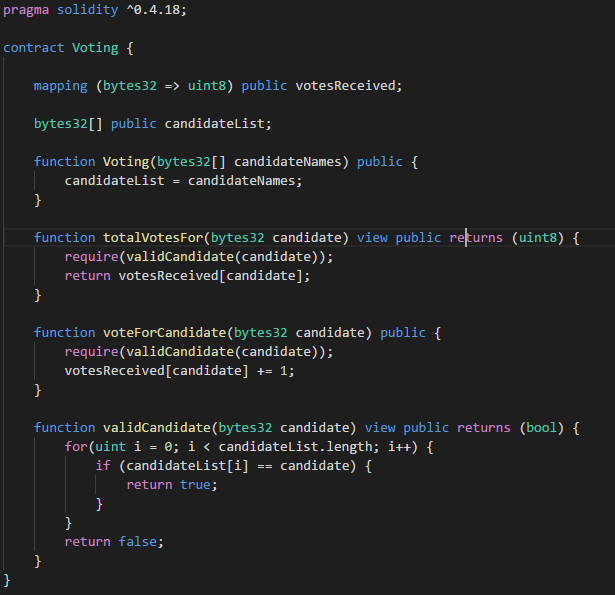 pragma solidity ^0.4.18;
contract Voting {
mapping (bytes32 => uint8) public votesReceived;
bytes32[] public candidateList;
function Voting(bytes32[] candidateNames) public {
candidateList = candidateNames;
}
function totalVotesFor(bytes32 candidate) view public returns (uint8) {
require(validCandidate(candidate));
return votesReceived[candidate];
}
function voteForCandidate(bytes32 candidate) public {
require(validCandidate(candidate));
votesReceived[candidate] += 1;
}
function validCandidate(bytes32 candidate) view public returns (bool) {
for(uint i = 0; i < candidateList.length; i++) {
if (candidateList[i] == candidate) {
return true;
}
}
return false;
}
}